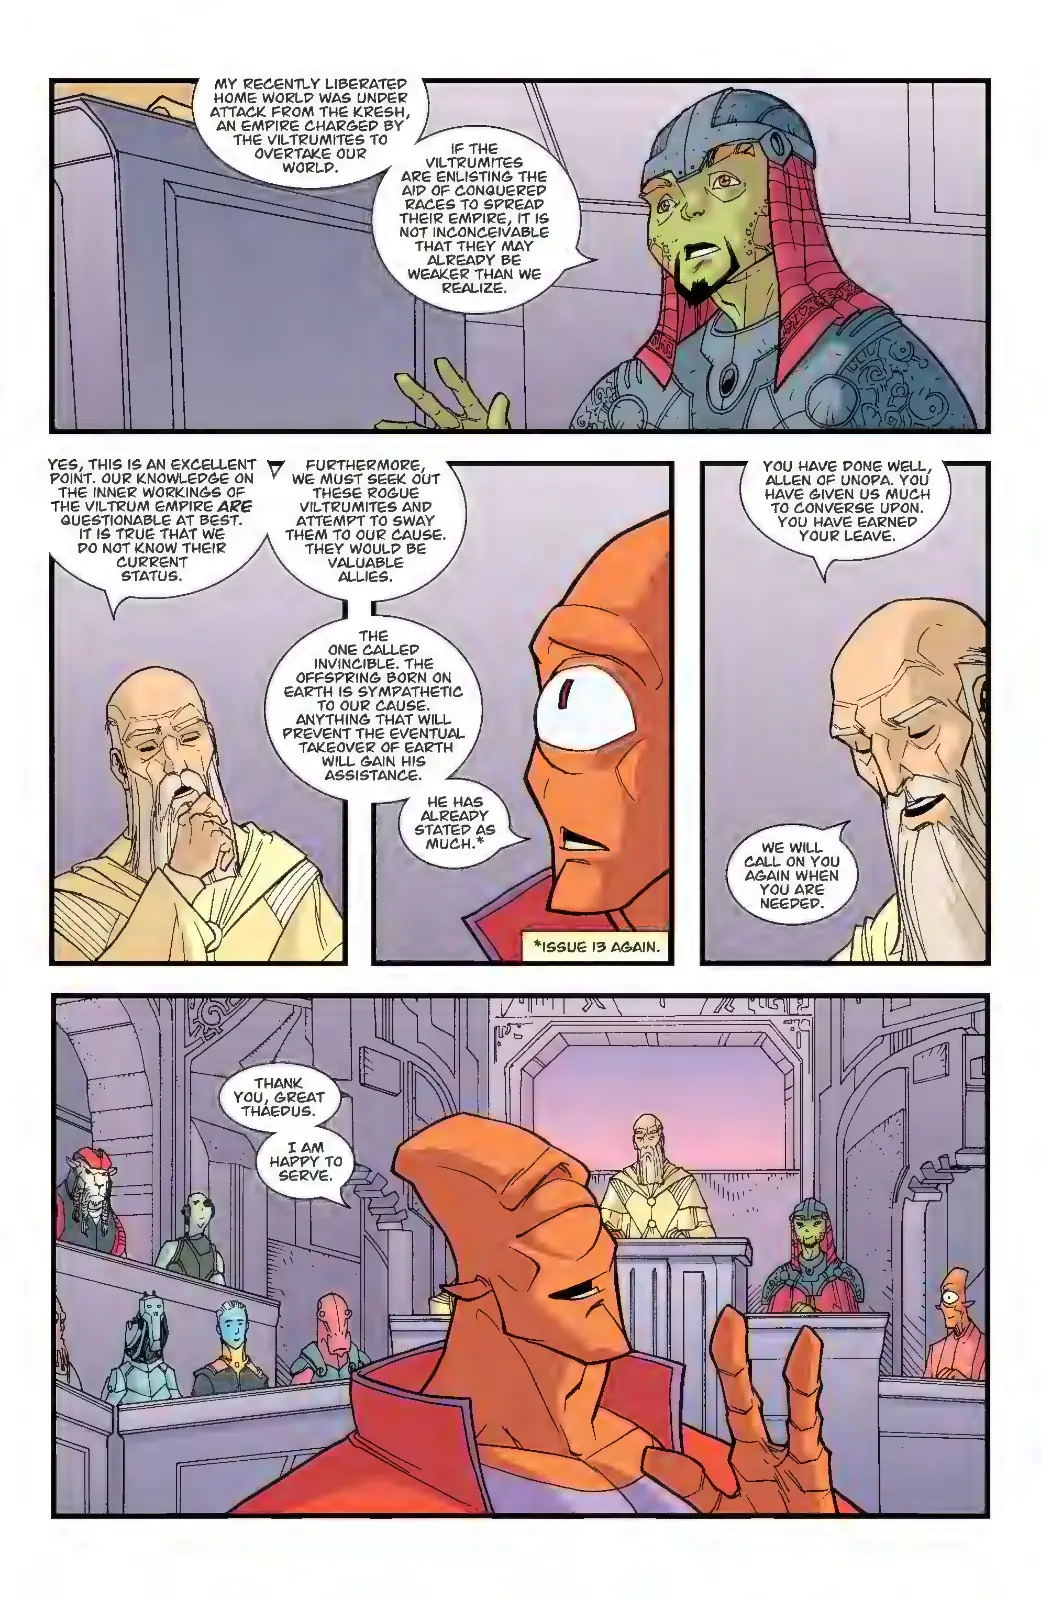 MY RECENTLY LIBERATED
HOME WORLD WAS UNDER
ATTACK FROM THE KRESH,
AN EMPIRE CHARGED BY
THE VILTRUMITES TO
OVERTAKE OUR
WORLD.
IF THE
VILTRUMITES
ARE ENLISTING THE
AID OF CONQUERED
RACES TO SPREAD
THEIR EMPIRE, IT IS
NOT INCONCEIVABLE
THAT THEY MAY
ALREADY BE
WEAKER THAN WE
REALIZE.
YES, THIS IS AN EXCELLENT
POINT. OUR KNOWLEDGE ON
THE INNER WORKINGS OF
THE VILTRUM EMPIRE ARE
QUESTIONABLE AT BEST.
IT IS TRUE THAT WE
DO NOT KNOW THEIR
CURRENT
STATUS.
FURTHERMORE,
WE MUST SEEK OUT
THESE ROGUE
VILTRUMITES AND
ATTEMPT TO SWAY
THEM TO OUR CAUSE.
THEY WOULD BE
VALUABLE
ALLIES.
THE
ONE CALLED
INVINCIBLE. THE
OFFSPRING BORN ON
EARTH IS SYMPATHETIC
TO OUR CAUSE.
ANYTHING THAT WILL
PREVENT THE EVENTUAL
TAKEOVER OF EARTH
WILL GAIN HIS
ASSISTANCE.
HE HAS
ALREADY
STATED AS
MUCH.*
*ISSUE 13 AGAIN.
YOU HAVE DONE WELL,
ALLEN OF UNOPA. YOU
HAVE GIVEN US MUCH
TO CONVERSE UPON.
YOU HAVE EARNED
YOUR LEAVE.
WE WILL
CALL ON YOU
AGAIN WHEN
YOU ARE
NEEDED.
THANK
YOU, GREAT
THAEDUS.
I AM
HAPPY TO
SERVE.